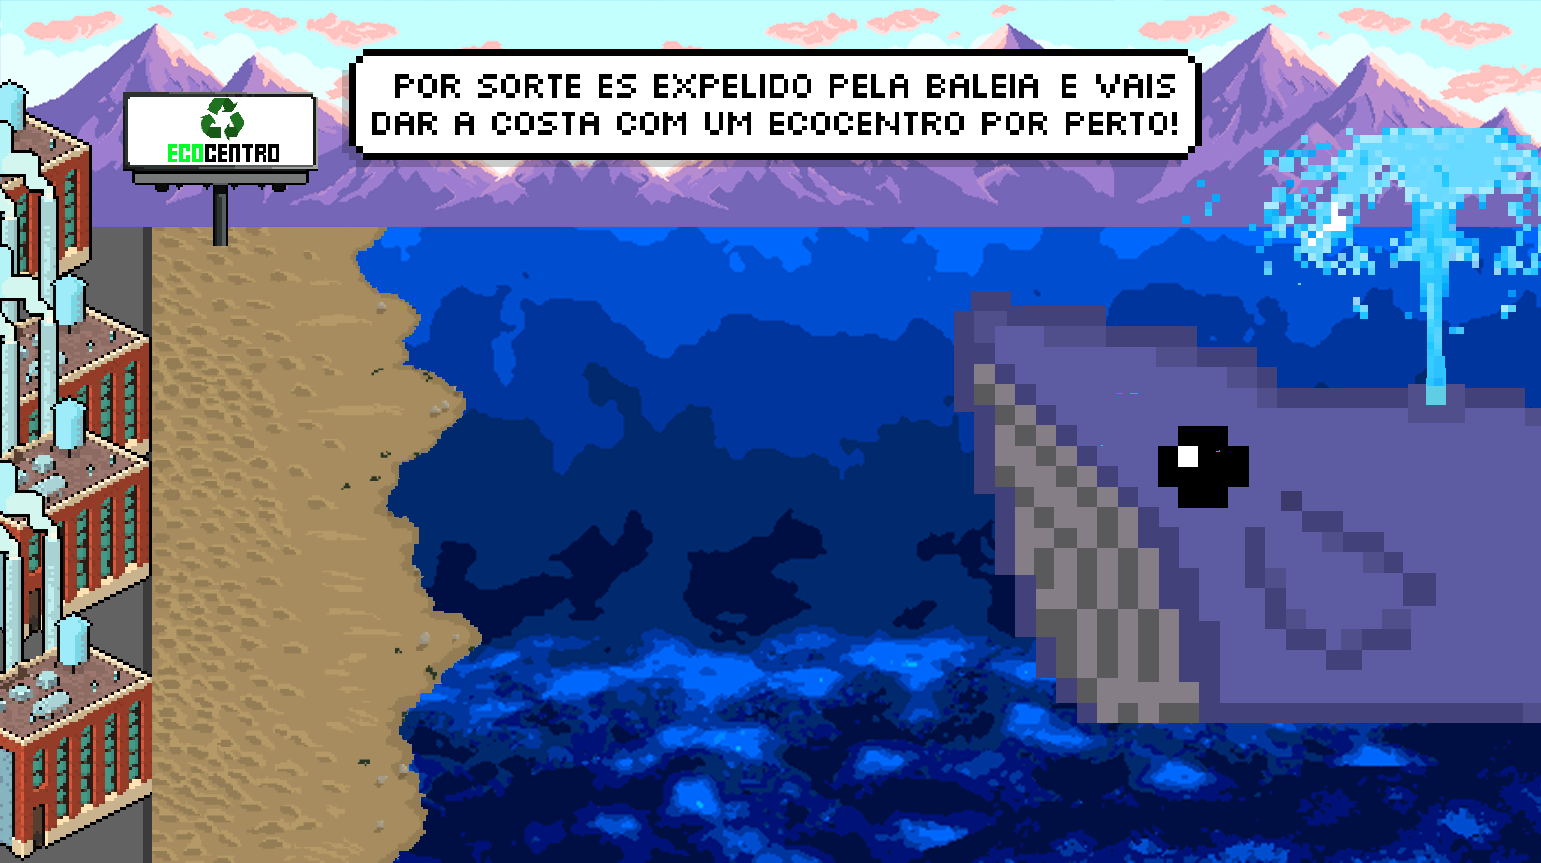 POR SORTE ES EXPELIDO PELA BALEIA E VAIS
DAR A COSTA COM UM ECOCENTRO POR PERTO!
ECOCENTRO